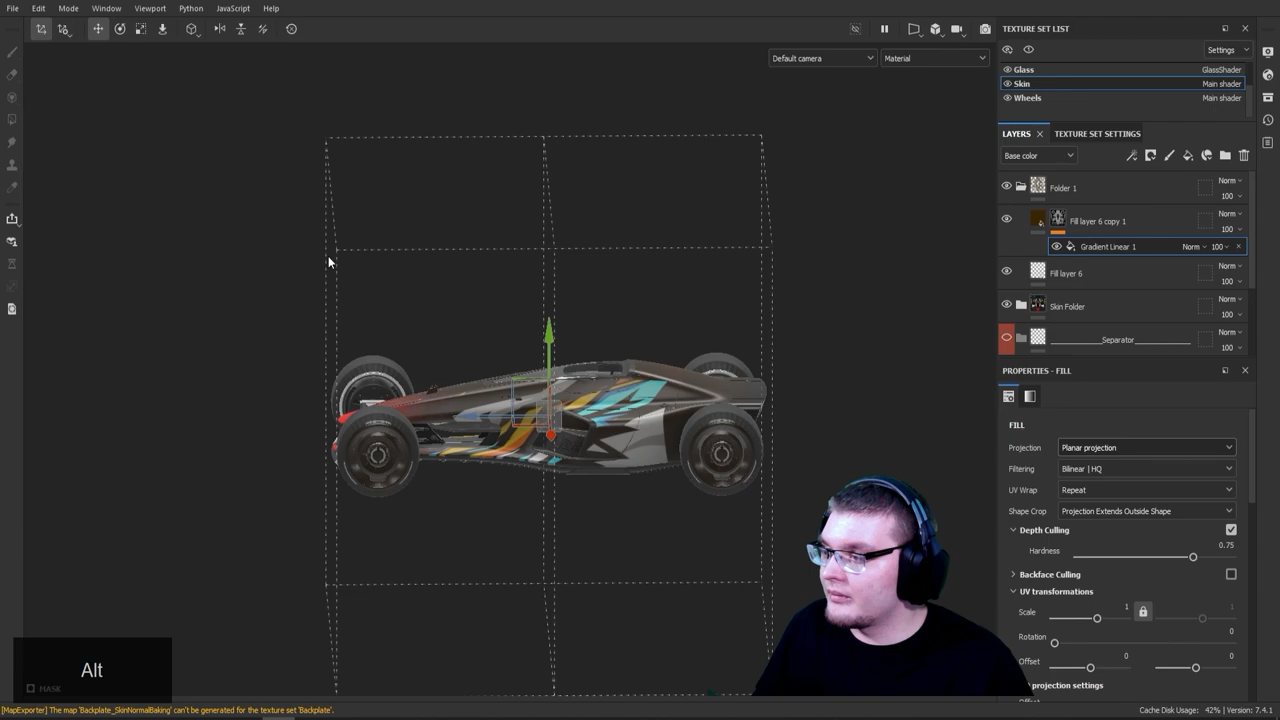 File Edit Mode Window Viewport Python JavaScript Help
Default camera Material
TEXTURE SET LIST
Settings
Glass GlassShader
Skin Main shader
Wheels Main shader
LAYERS TEXTURE SET SETTINGS
Base color
Folder 1 Norm 100
Fill layer 6 copy 1 Norm 100
Gradient Linear 1 Norm 100
Fill layer 6 Norm 100
Skin Folder Norm 100
___________Separator___________ Norm 100
PROPERTIES - FILL
FILL
Projection Planar projection
Filtering Bilinear | HQ
UV Wrap Repeat
Shape Crop Projection Extends Outside Shape
Depth Culling
Hardness 0.75
Backface Culling
UV transformations
Scale 1 1
Rotation 0
Offset 0 0
projection settings
Alt
MASK
[MapExporter] The map 'Backplate_SkinNormalBaking' can't be generated for the texture set 'Backplate'.
Cache Disk Usage: 42% | Version: 7.4.1